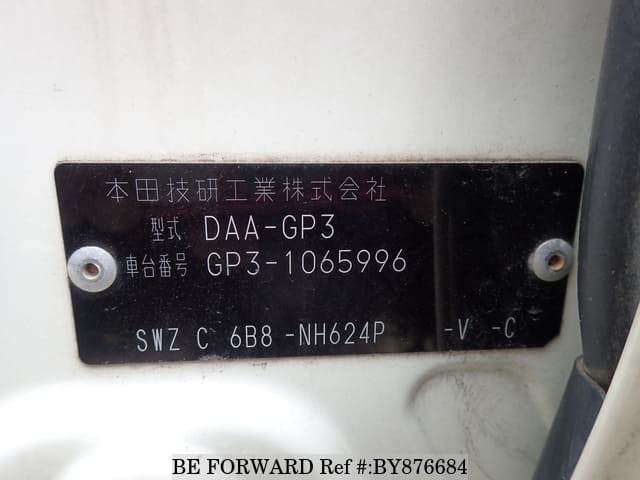 本田技研工業株式会社
型式 DAA-GP3
車台番号 GP3-1065996
SWZ C 6B8 -NH624P -V -C
BE FORWARD Ref #:BY876684